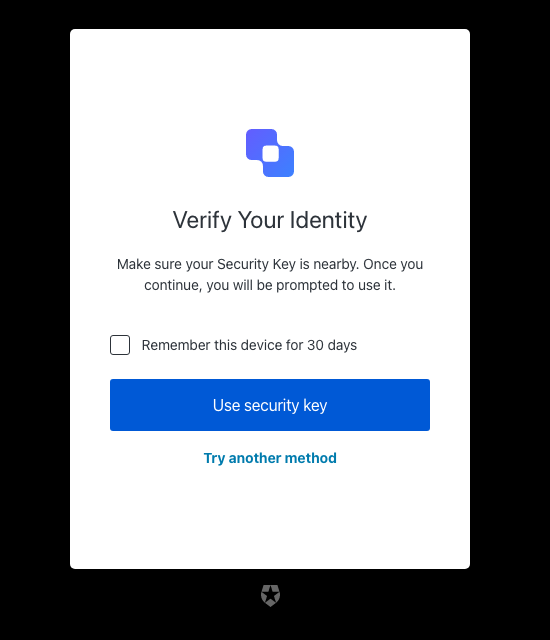 Verify Your Identity
Make sure your Security Key is nearby. Once you
continue, you will be prompted to use it.
Remember this device for 30 days
Use security key
Try another method